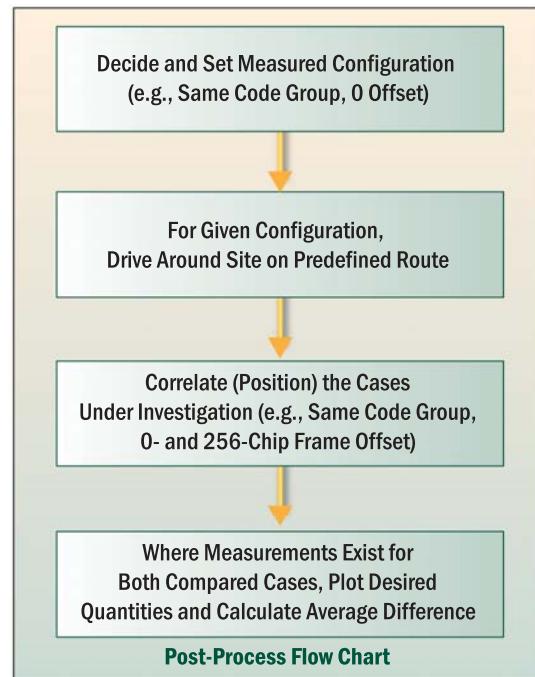 Decide and Set Measured Configuration
(e.g., Same Code Group, 0 Offset)
For Given Configuration,
Drive Around Site on Predefined Route
Correlate (Position) the Cases
Under Investigation (e.g., Same Code Group,
0- and 256-Chip Frame Offset)
Where Measurements Exist for
Both Compared Cases, Plot Desired
Quantities and Calculate Average Difference
Post-Process Flow Chart